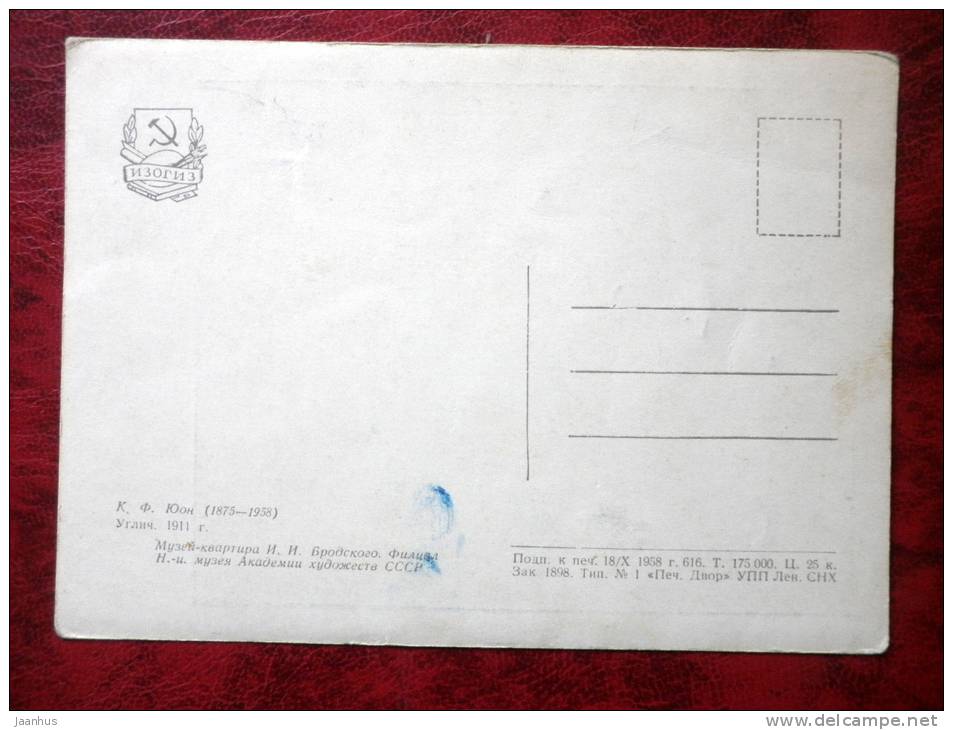 ИЗОГИЗ
К. Ф. Юон (1875—1958)
Углич. 1911 г.
Музей-квартира И. И. Бродского. Филиал
Н.-и. музея Академии художеств СССР
Подп. к печ. 18/X 1958 г. 616. Т. 175 000. Ц. 25 к.
Зак 1898. Тип. № 1 «Печ. Двор» УПП Лен. СНХ
Jaanhus
www.delcampe.net